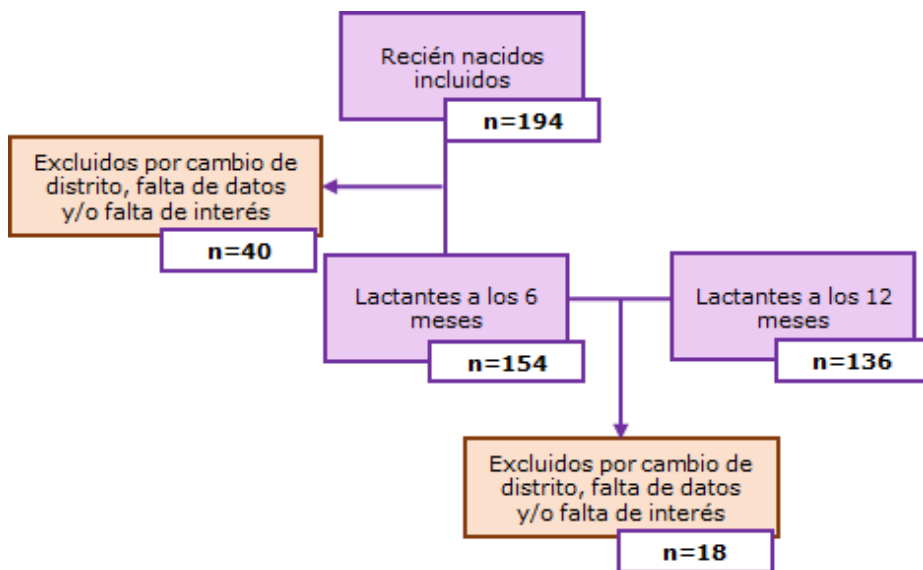 Recién nacidos
incluidos
n=194
Excluidos por cambio de
distrito, falta de datos
y/o falta de interés
n=40
Lactantes a los 6
meses
n=154
Lactantes a los 12
meses
n=136
Excluidos por cambio de
distrito, falta de datos
y/o falta de interés
n=18